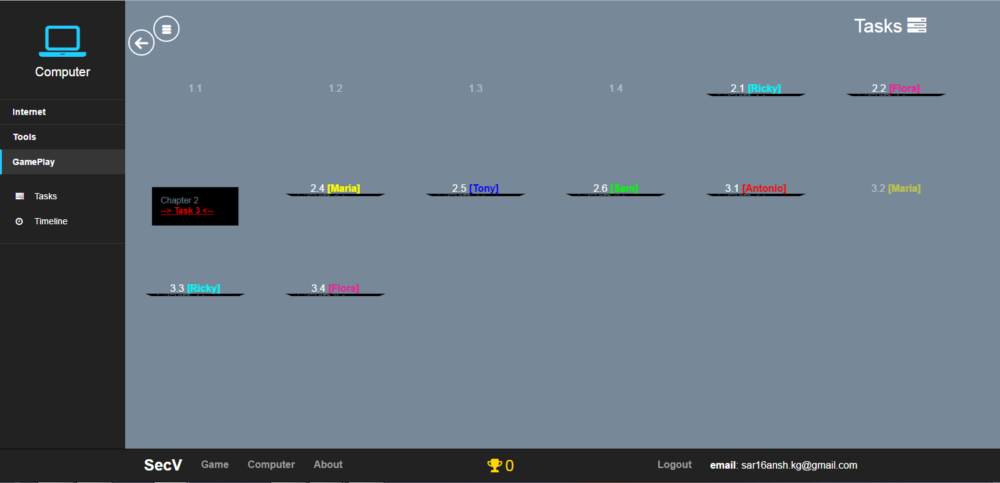 Computer
Internet
Tools
GamePlay
Tasks
Timeline
Tasks
1.1
1.2
1.3
1.4
2.1 [Ricky]
2.2 [Flora]
Chapter 2
--> Task 3 <--
2.4 [Maria]
2.5 [Tony]
2.6 [Sam]
3.1 [Antonio]
3.2 [Maria]
3.3 [Ricky]
3.4 [Flora]
SecV
Game
Computer
About
0
Logout
email: sar16ansh.kg@gmail.com